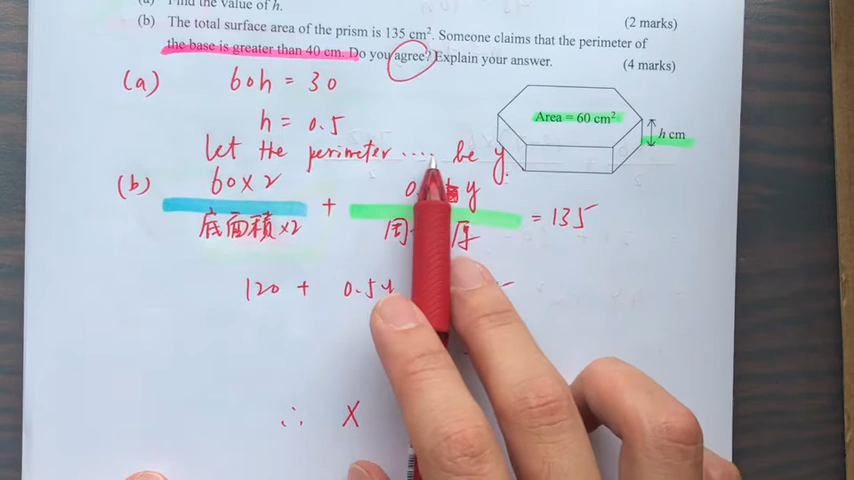 (a) Find the value of h.
(2 marks)
(b) The total surface area of the prism is 135 cm². Someone claims that the perimeter of
the base is greater than 40 cm. Do you agree? Explain your answer.
(4 marks)
(a) 60h = 30
h = 0.5
Area = 60 cm²
h cm
let the perimeter ···· be y.
(b) 60×2 + 0. y = 135
底面積×2 周 厚
120 + 0.5y
∴ X